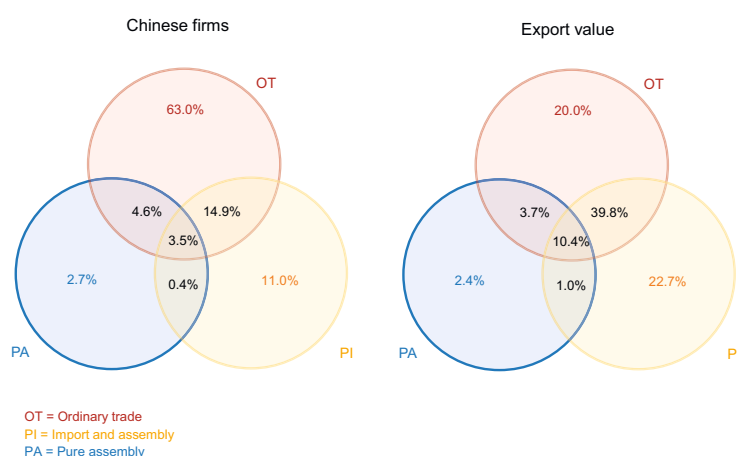 Chinese firms
OT
63.0%
4.6%
14.9%
3.5%
2.7%
0.4%
11.0%
PA
PI
Export value
OT
20.0%
3.7%
39.8%
10.4%
2.4%
1.0%
22.7%
PA
P
OT = Ordinary trade
PI = Import and assembly
PA = Pure assembly